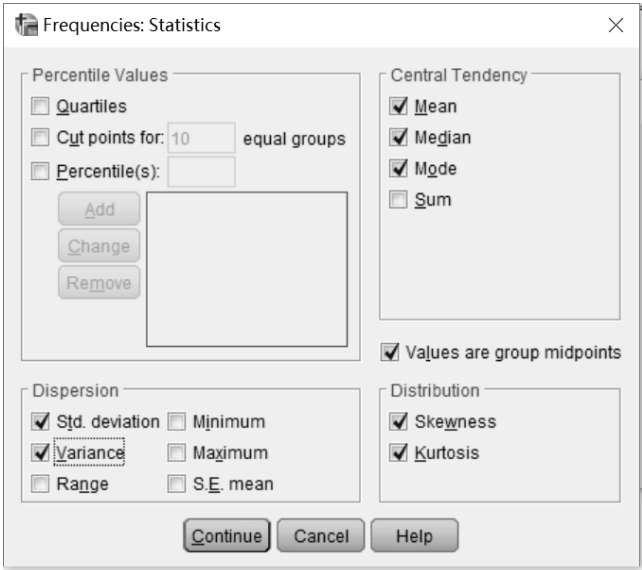 Frequencies: Statistics
Percentile Values
Quartiles
Cut points for: 10 equal groups
Percentile(s):
Add
Change
Remove
Central Tendency
Mean
Median
Mode
Sum
Values are group midpoints
Dispersion
Std. deviation Minimum
Variance Maximum
Range S.E. mean
Distribution
Skewness
Kurtosis
Continue Cancel Help